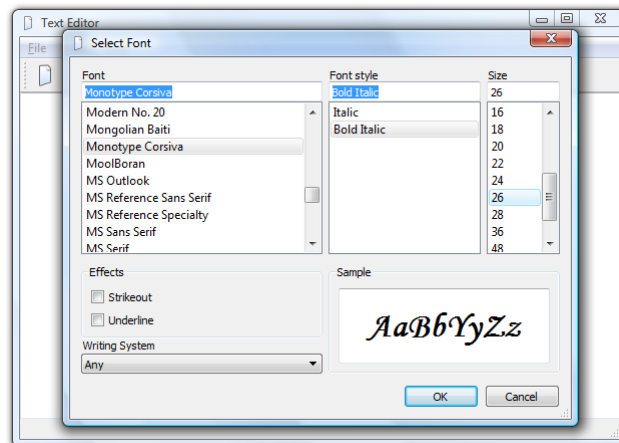 Text Editor
File
Select Font
Font
Font style
Size
Monotype Corsiva
Bold Italic
26
Modern No. 20
Mongolian Baiti
Monotype Corsiva
MoolBoran
MS Outlook
MS Reference Sans Serif
MS Reference Specialty
MS Sans Serif
MS Serif
Italic
Bold Italic
16
18
20
22
24
26
28
36
48
Effects
Strikeout
Underline
Sample
AaBbYyZz
Writing System
Any
OK
Cancel